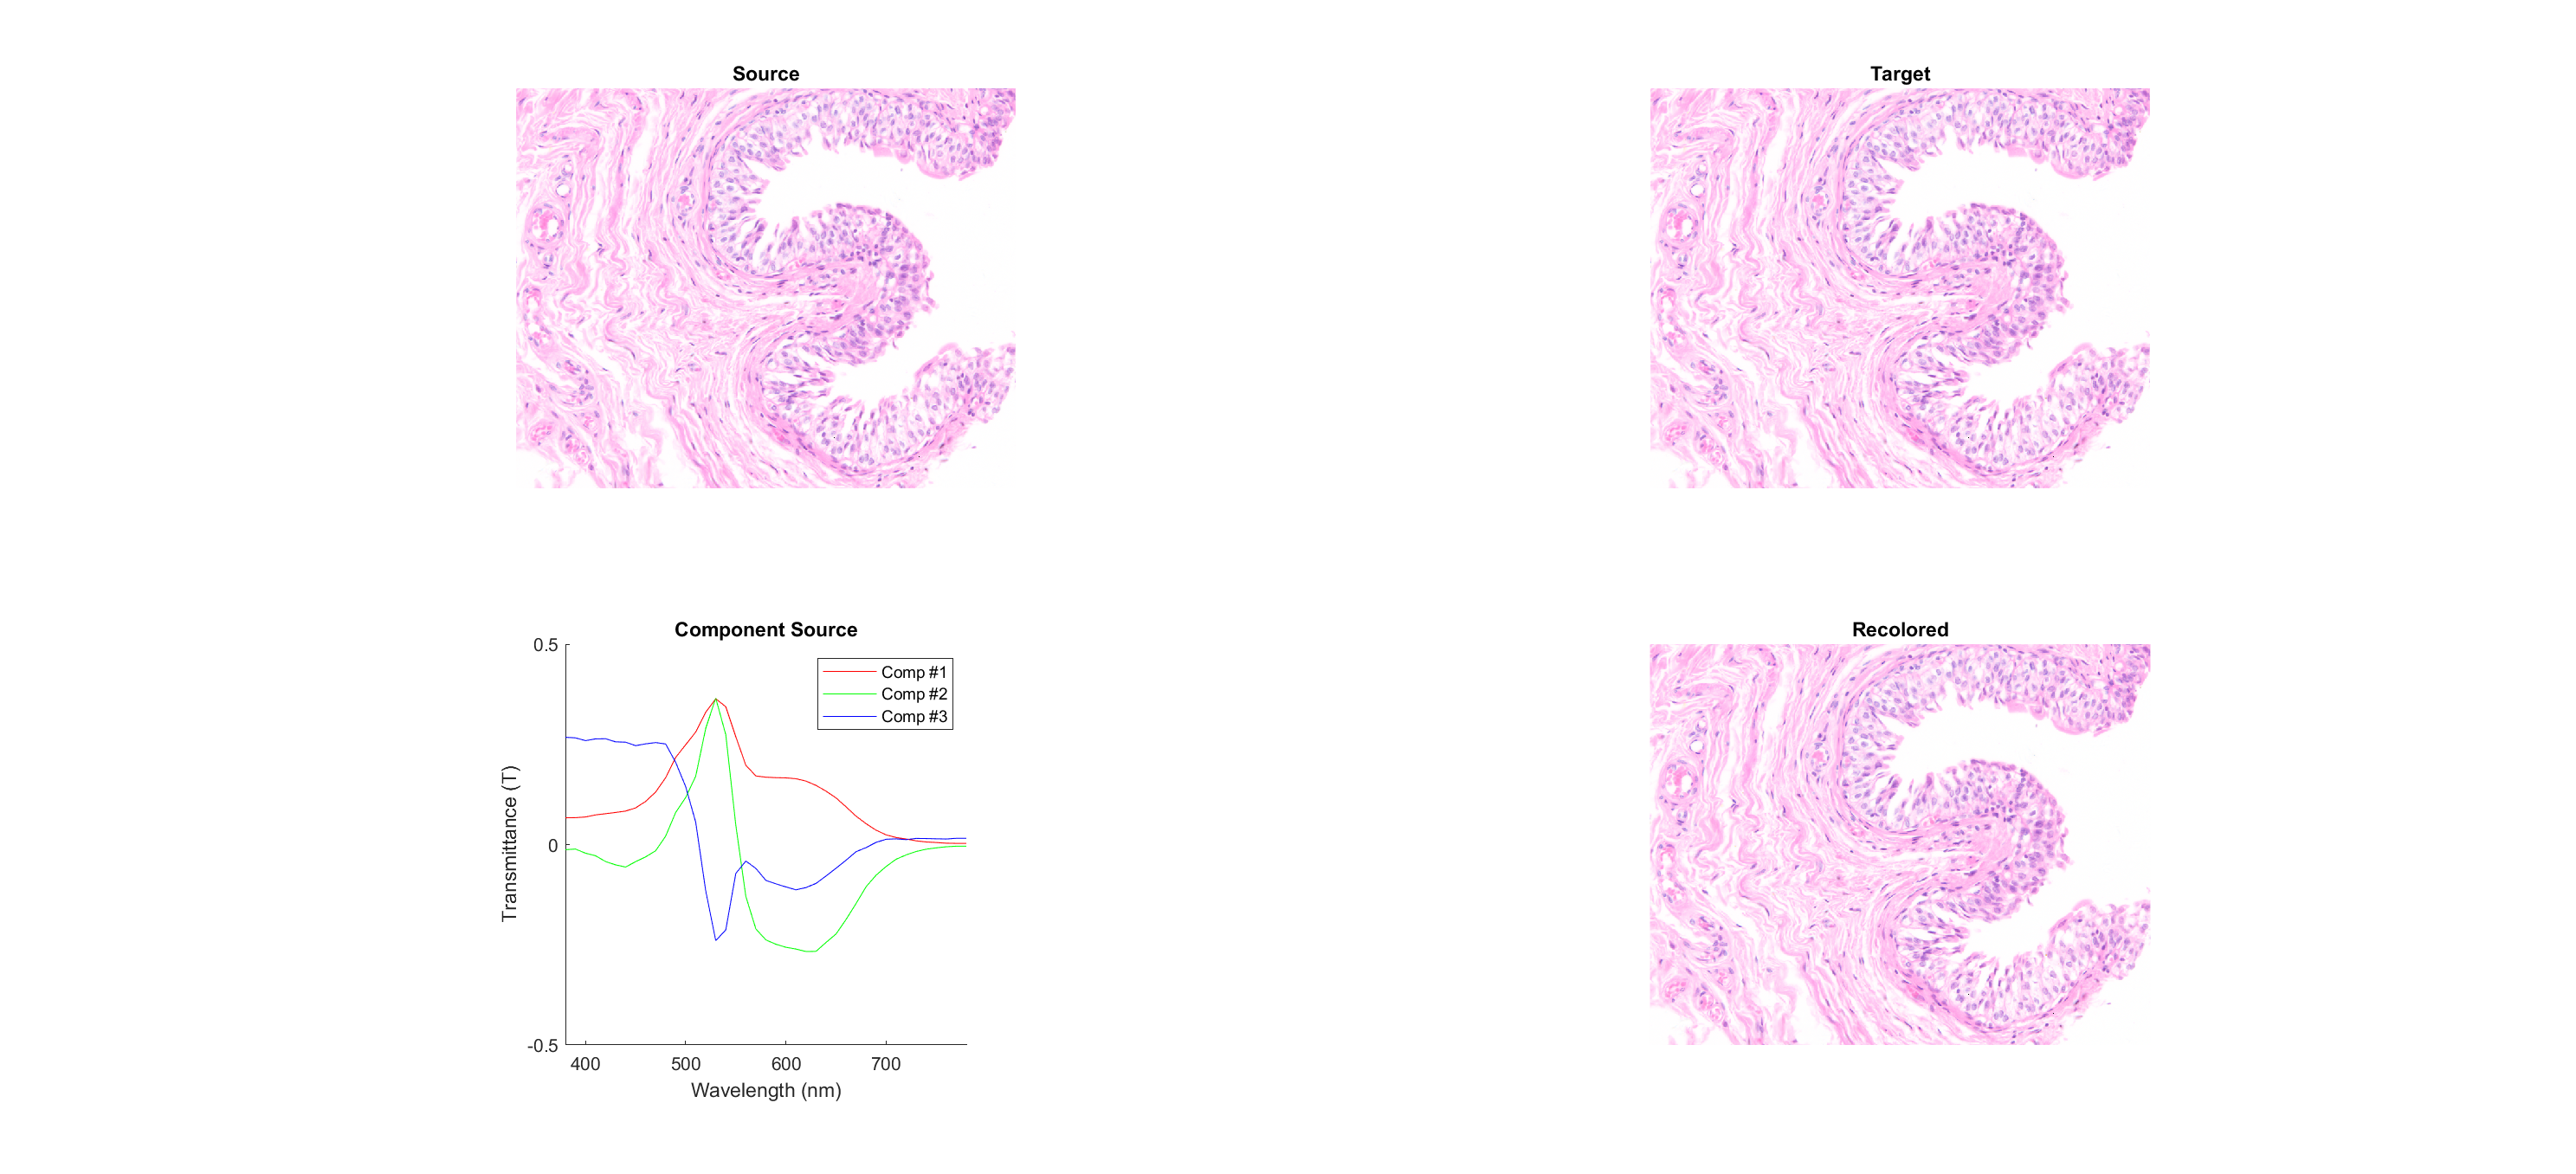 Source
Target
Component Source
0.5
0
-0.5
400 500 600 700
Wavelength (nm)
Transmittance (T)
Comp #1
Comp #2
Comp #3
Recolored